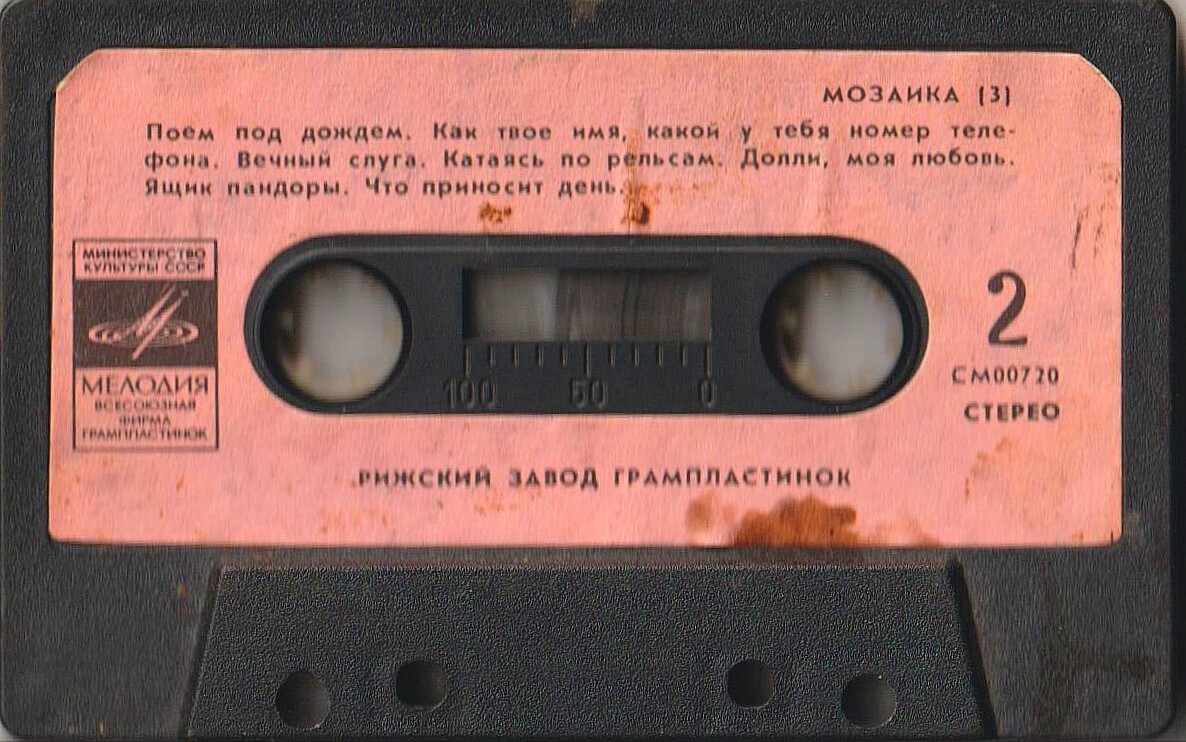 МОЗАИКА (3)
Поем под дождем. Как твое имя, какой у тебя номер теле-
фона. Вечный слуга. Катаясь по рельсам. Долли, моя любовь.
Ящик пандоры. Что приносит день.
МИНИСТЕРСТВО
КУЛЬТУРЫ СССР
МЕЛОДИЯ
ВСЕСОЮЗНАЯ
ФИРМА
ГРАМПЛАСТИНОК
100 50 0
2
СМ00720
СТЕРЕО
РИЖСКИЙ ЗАВОД ГРАМПЛАСТИНОК